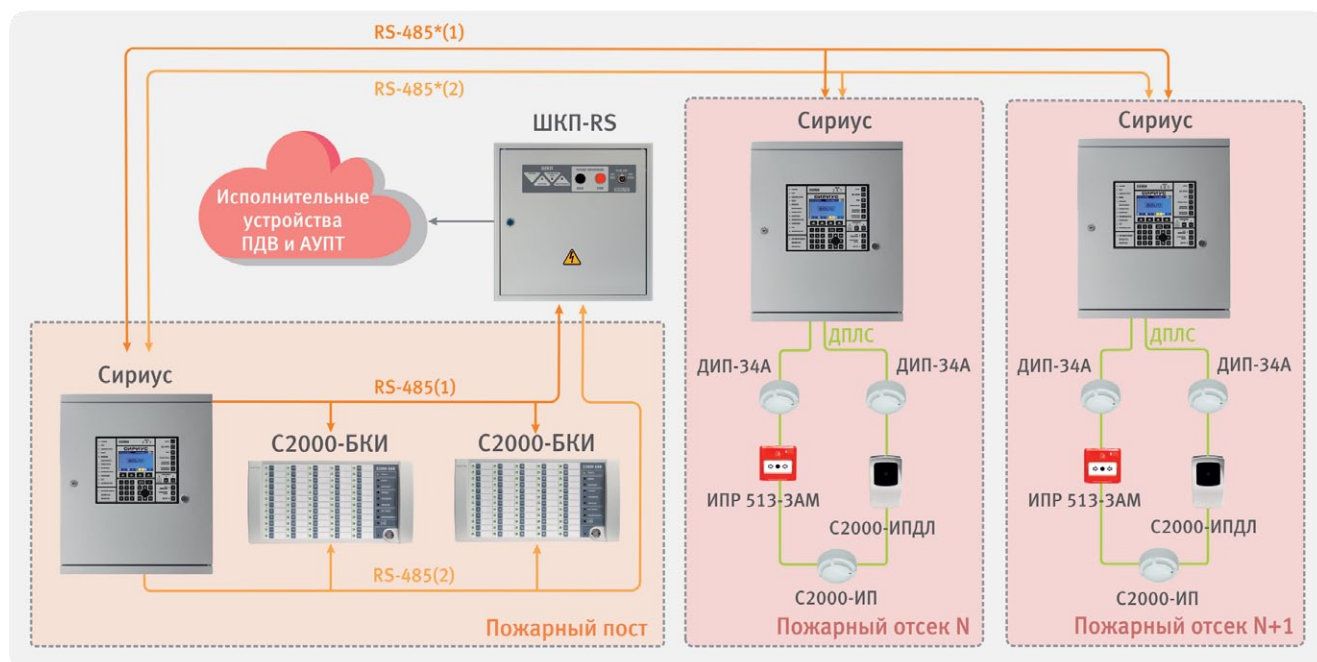 RS-485*(1)
RS-485*(2)
ШКП-RS
ШКП
Исполнительные
устройства
ПДВ и АУПТ
Сириус
RS-485(1)
С2000-БКИ
С2000-БКИ
RS-485(2)
Пожарный пост
Сириус
ДПЛС
ДИП-34А
ДИП-34А
ИПР 513-3АМ
С2000-ИПДЛ
С2000-ИП
Пожарный отсек N
Сириус
ДПЛС
ДИП-34А
ДИП-34А
ИПР 513-3АМ
С2000-ИПДЛ
С2000-ИП
Пожарный отсек N+1